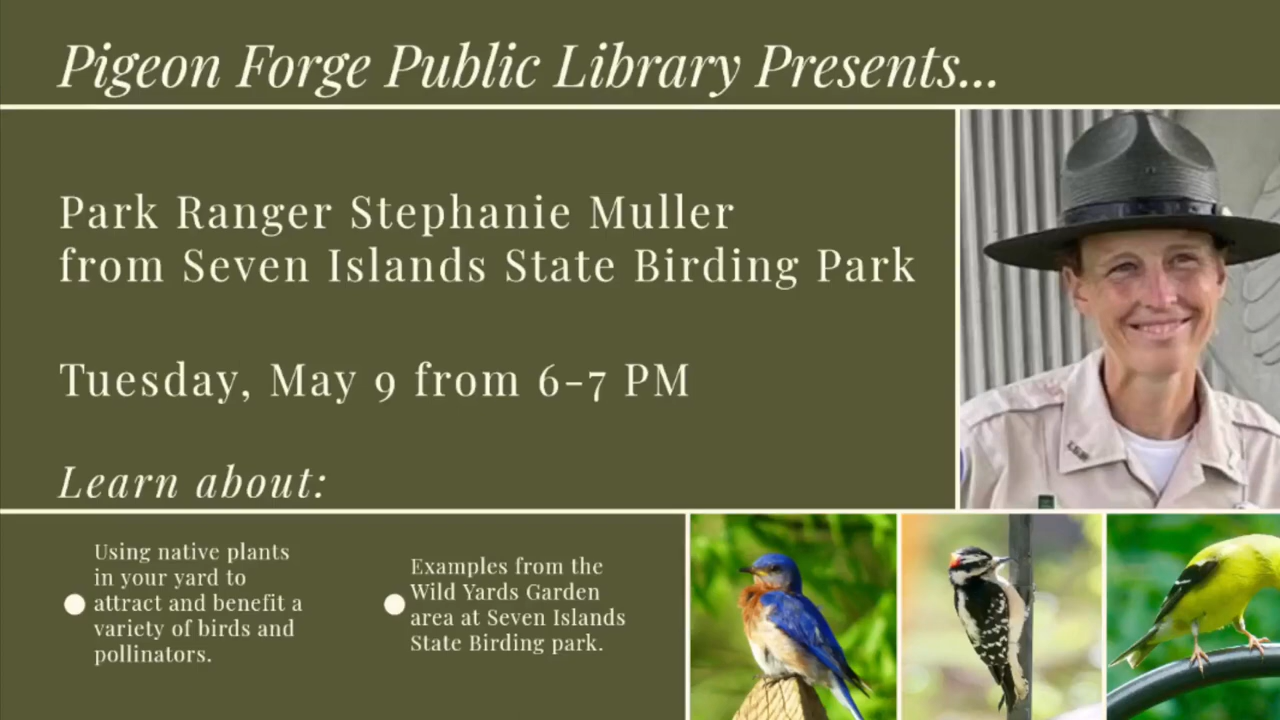 Pigeon Forge Public Library Presents...
Park Ranger Stephanie Muller
from Seven Islands State Birding Park
Tuesday, May 9 from 6-7 PM
Learn about:
Using native plants
in your yard to
attract and benefit a
variety of birds and
pollinators.
Examples from the
Wild Yards Garden
area at Seven Islands
State Birding park.